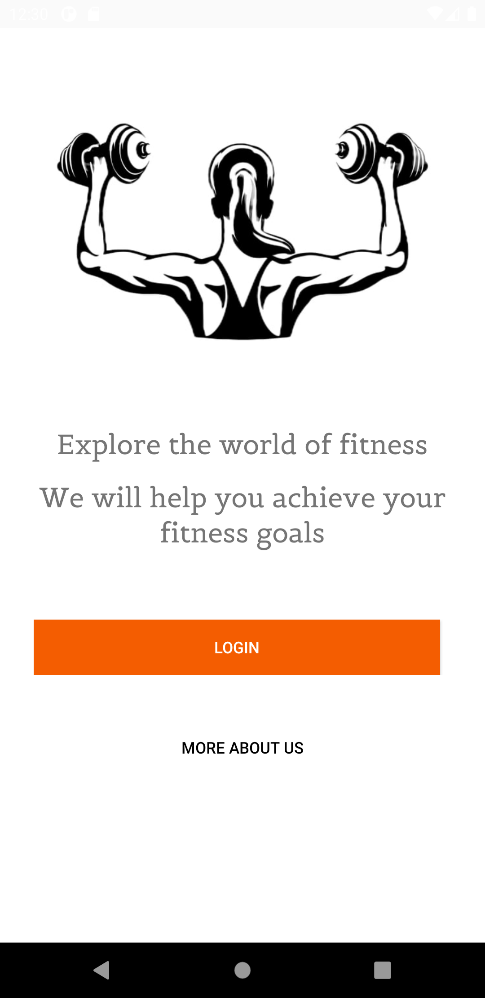 Explore the world of fitness
We will help you achieve your
fitness goals
LOGIN
MORE ABOUT US